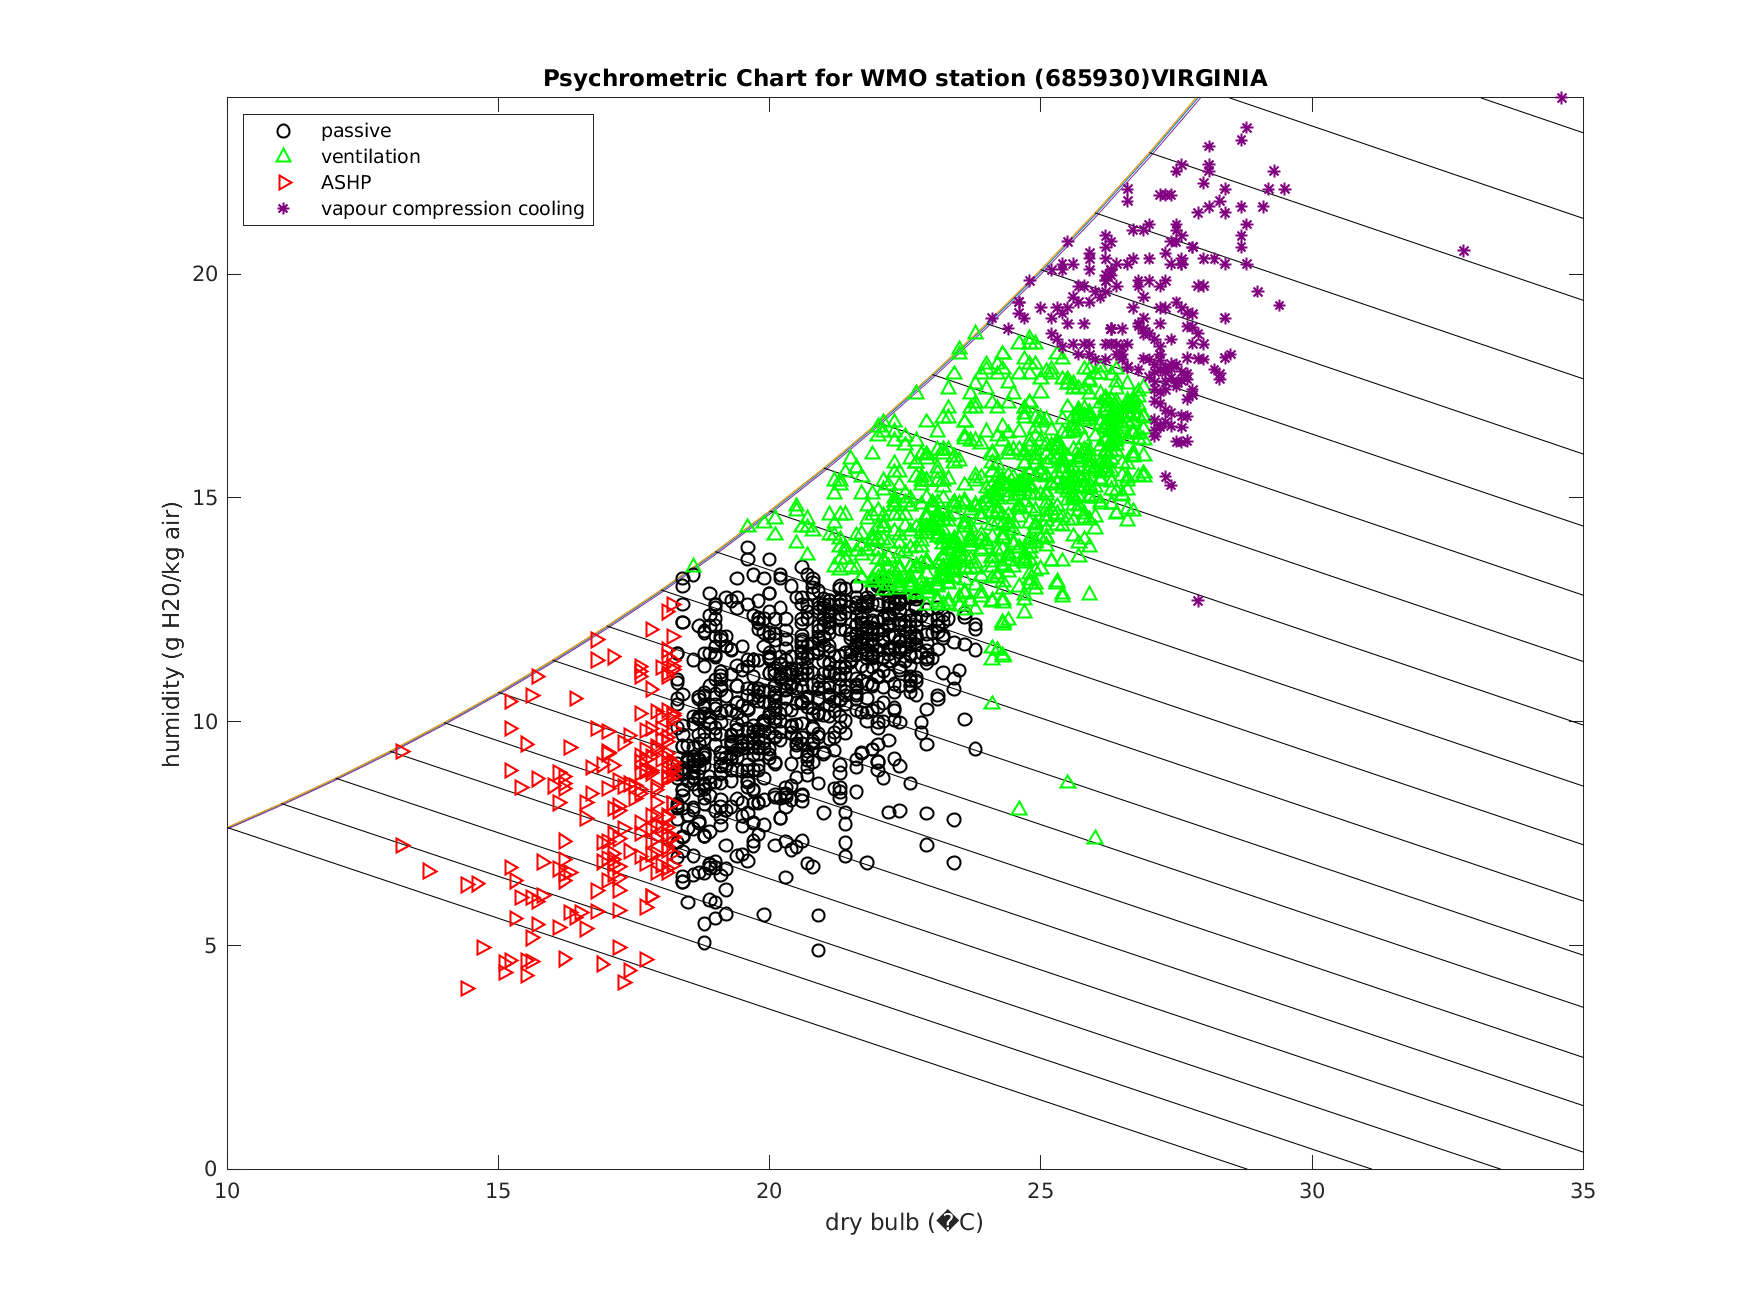 Psychrometric Chart for WMO station (685930)VIRGINIA
passive
ventilation
ASHP
vapour compression cooling
20
15
10
5
0
humidity (g H20/kg air)
10 15 20 25 30 35
dry bulb (�C)